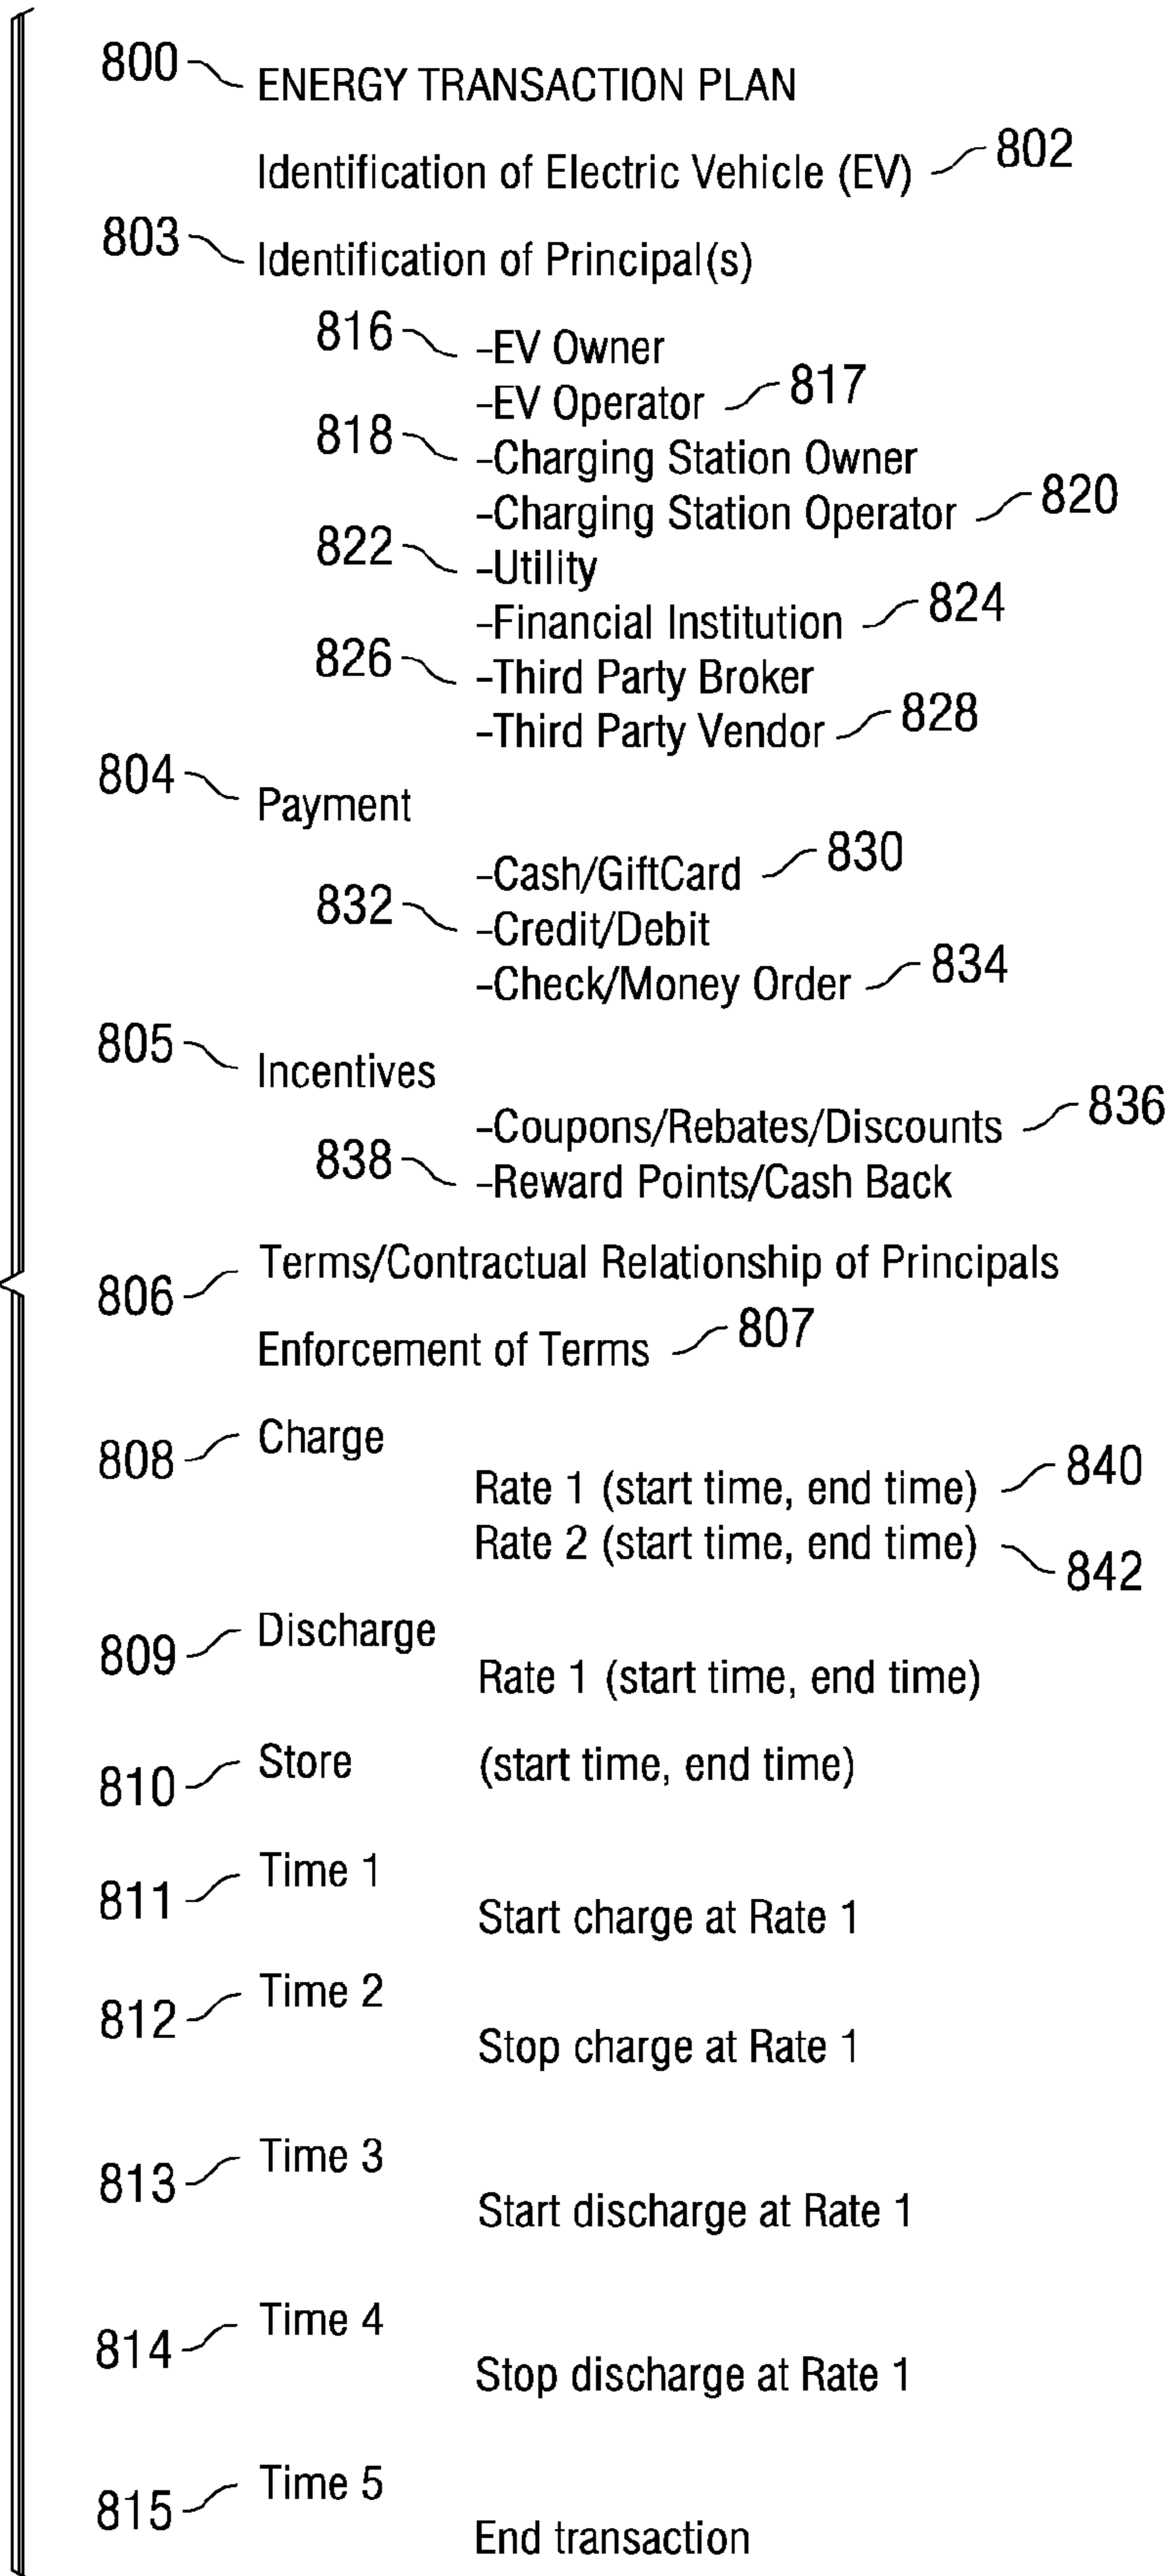 800 ENERGY TRANSACTION PLAN
Identification of Electric Vehicle (EV) 802
803 Identification of Principal(s)
816 -EV Owner
-EV Operator 817
818 -Charging Station Owner
-Charging Station Operator 820
822 -Utility
-Financial Institution 824
826 -Third Party Broker
-Third Party Vendor 828
804 Payment
-Cash/GiftCard 830
832 -Credit/Debit
-Check/Money Order 834
805 Incentives
-Coupons/Rebates/Discounts 836
838 -Reward Points/Cash Back
806 Terms/Contractual Relationship of Principals
Enforcement of Terms 807
808 Charge
Rate 1 (start time, end time) 840
Rate 2 (start time, end time) 842
809 Discharge
Rate 1 (start time, end time)
810 Store (start time, end time)
811 Time 1
Start charge at Rate 1
812 Time 2
Stop charge at Rate 1
813 Time 3
Start discharge at Rate 1
814 Time 4
Stop discharge at Rate 1
815 Time 5
End transaction